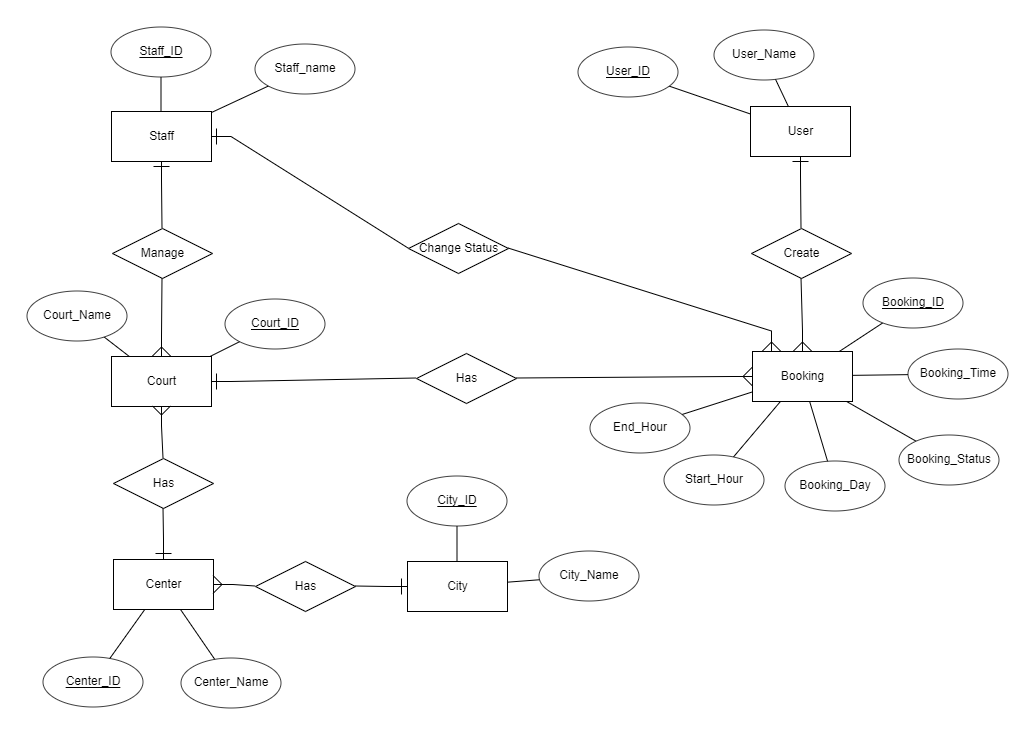 Staff_ID
Staff_name
User_Name
User_ID
Staff
User
Change Status
Manage
Create
Court_Name
Court_ID
Booking_ID
Court
Has
Booking
Booking_Time
End_Hour
Booking_Status
Start_Hour
Booking_Day
Has
City_ID
Center
Has
City
City_Name
Center_ID
Center_Name